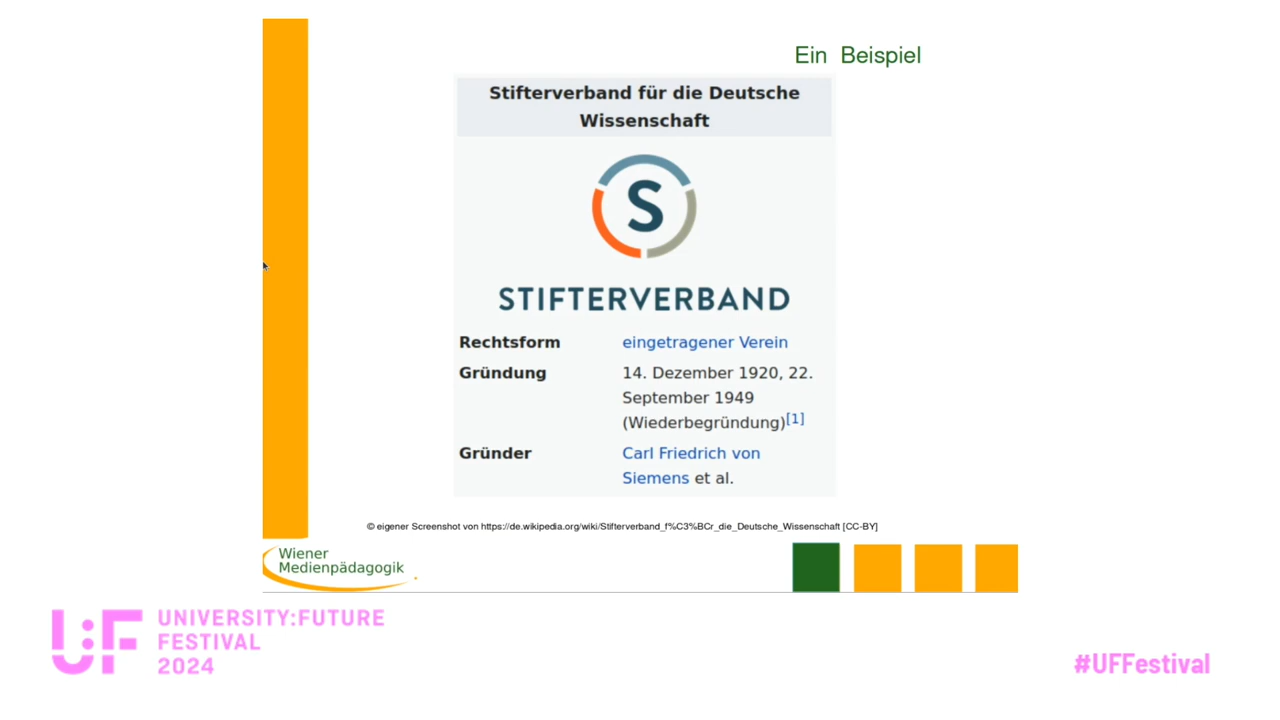 Ein Beispiel
Stifterverband für die Deutsche
Wissenschaft
S
STIFTERVERBAND
Rechtsform eingetragener Verein
Gründung 14. Dezember 1920, 22.
September 1949
(Wiederbegründung)[1]
Gründer Carl Friedrich von
Siemens et al.
© eigener Screenshot von https://de.wikipedia.org/wiki/Stifterverband_f%C3%BCr_die_Deutsche_Wissenschaft [CC-BY]
Wiener
Medienpädagogik
U:F UNIVERSITY:FUTURE
FESTIVAL
2024
#UFFestival